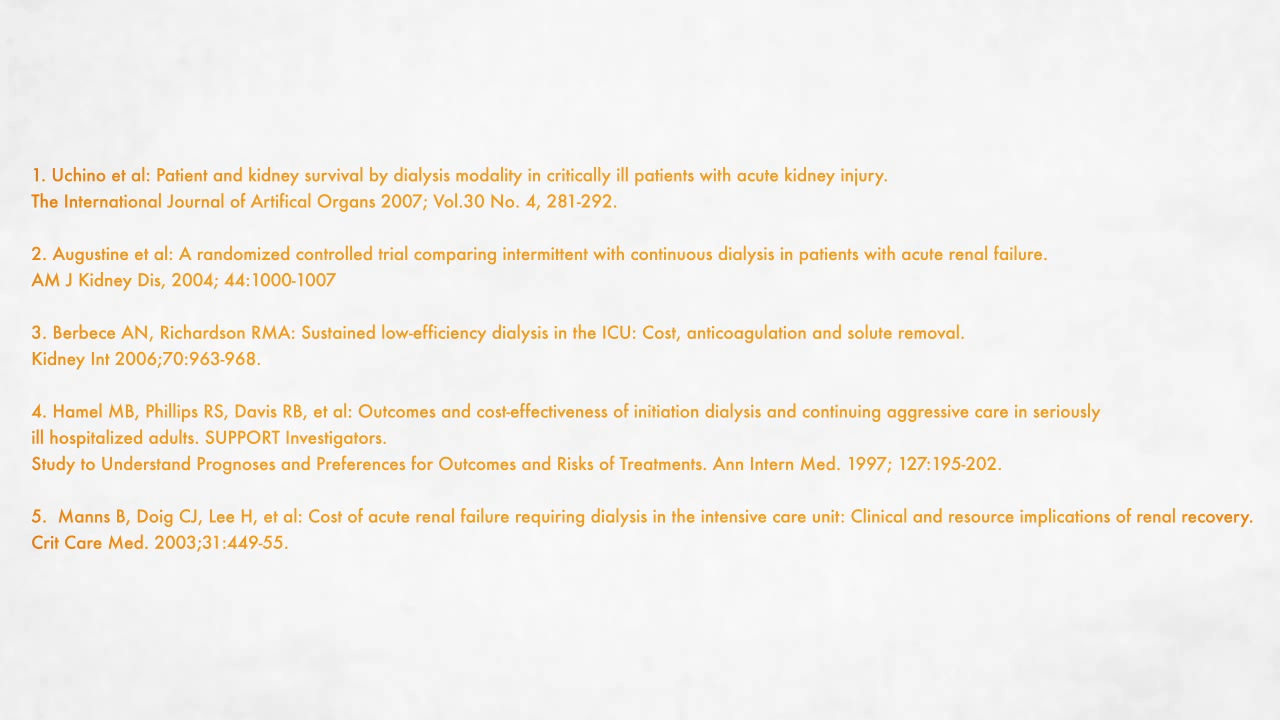 1. Uchino et al: Patient and kidney survival by dialysis modality in critically ill patients with acute kidney injury.
The International Journal of Artifical Organs 2007; Vol.30 No. 4, 281-292.
2. Augustine et al: A randomized controlled trial comparing intermittent with continuous dialysis in patients with acute renal failure.
AM J Kidney Dis, 2004; 44:1000-1007
3. Berbece AN, Richardson RMA: Sustained low-efficiency dialysis in the ICU: Cost, anticoagulation and solute removal.
Kidney Int 2006;70:963-968.
4. Hamel MB, Phillips RS, Davis RB, et al: Outcomes and cost-effectiveness of initiation dialysis and continuing aggressive care in seriously
ill hospitalized adults. SUPPORT Investigators.
Study to Understand Prognoses and Preferences for Outcomes and Risks of Treatments. Ann Intern Med. 1997; 127:195-202.
5.  Manns B, Doig CJ, Lee H, et al: Cost of acute renal failure requiring dialysis in the intensive care unit: Clinical and resource implications of renal recovery.
Crit Care Med. 2003;31:449-55.